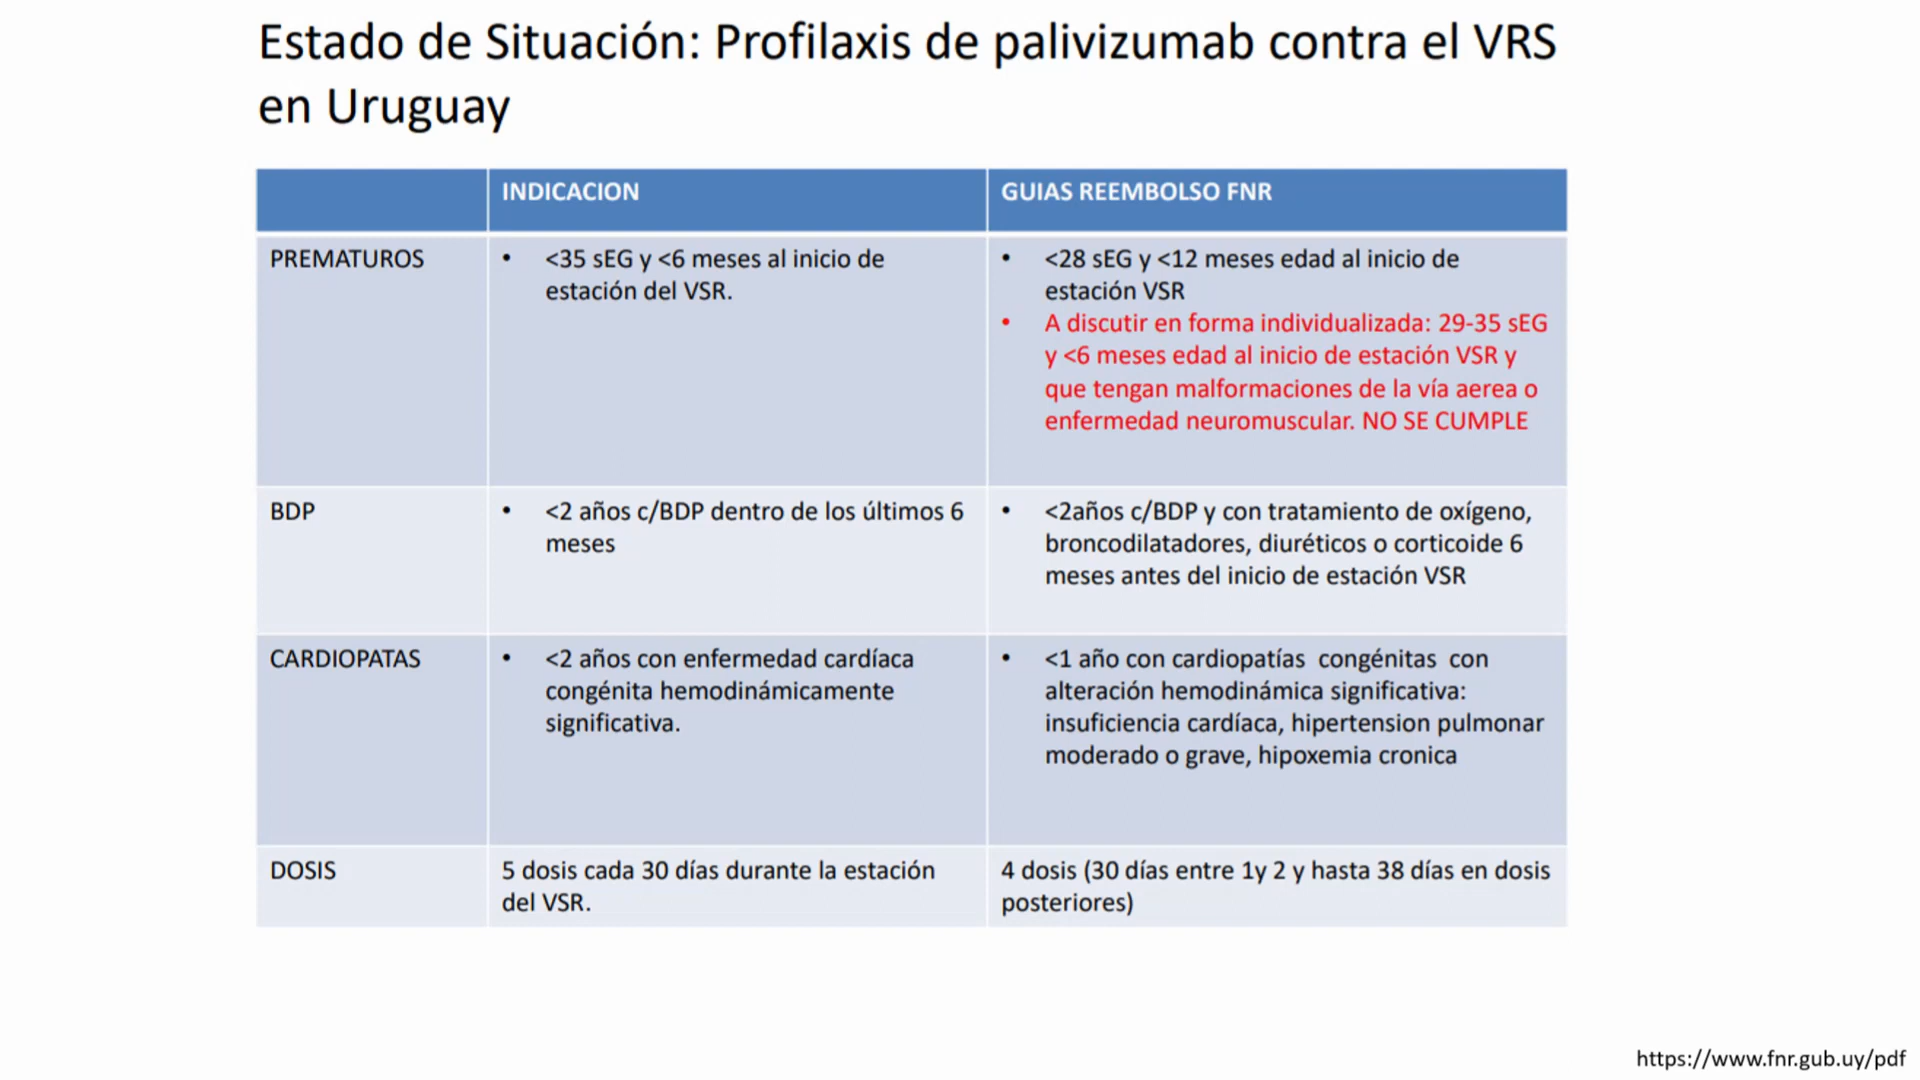 Estado de Situación: Profilaxis de palivizumab contra el VRS
en Uruguay
INDICACION
GUIAS REEMBOLSO FNR
PREMATUROS
• <35 sEG y <6 meses al inicio de
estación del VSR.
• <28 sEG y <12 meses edad al inicio de
estación VSR
• A discutir en forma individualizada: 29-35 sEG
y <6 meses edad al inicio de estación VSR y
que tengan malformaciones de la vía aerea o
enfermedad neuromuscular. NO SE CUMPLE
BDP
• <2 años c/BDP dentro de los últimos 6
meses
• <2años c/BDP y con tratamiento de oxígeno,
broncodilatadores, diuréticos o corticoide 6
meses antes del inicio de estación VSR
CARDIOPATAS
• <2 años con enfermedad cardíaca
congénita hemodinámicamente
significativa.
• <1 año con cardiopatías  congénitas  con
alteración hemodinámica significativa:
insuficiencia cardíaca, hipertension pulmonar
moderado o grave, hipoxemia cronica
DOSIS
5 dosis cada 30 días durante la estación
del VSR.
4 dosis (30 días entre 1y 2 y hasta 38 días en dosis
posteriores)
https://www.fnr.gub.uy/pdf